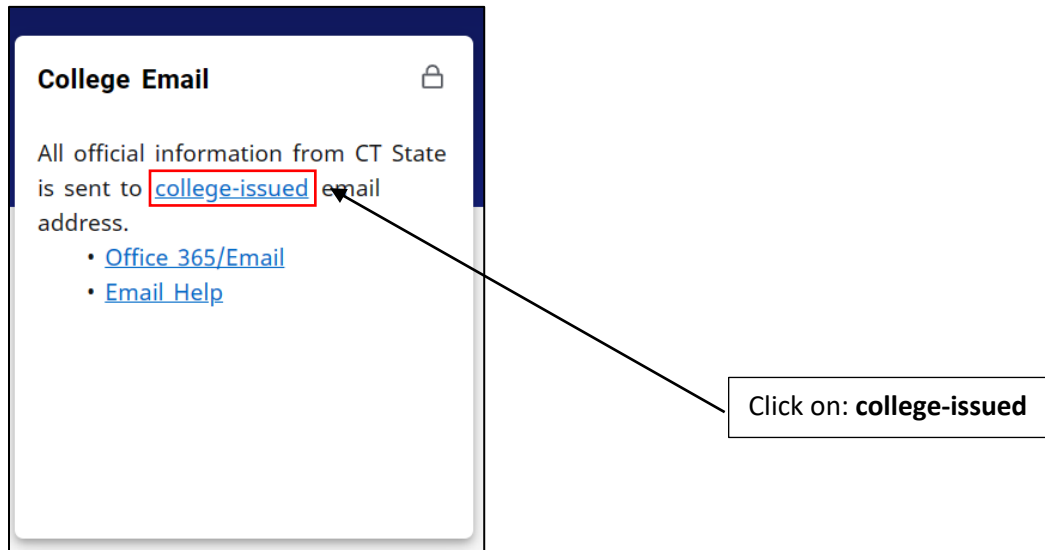 College Email
All official information from CT State
is sent to college-issued email
address.
• Office 365/Email
• Email Help
Click on: college-issued